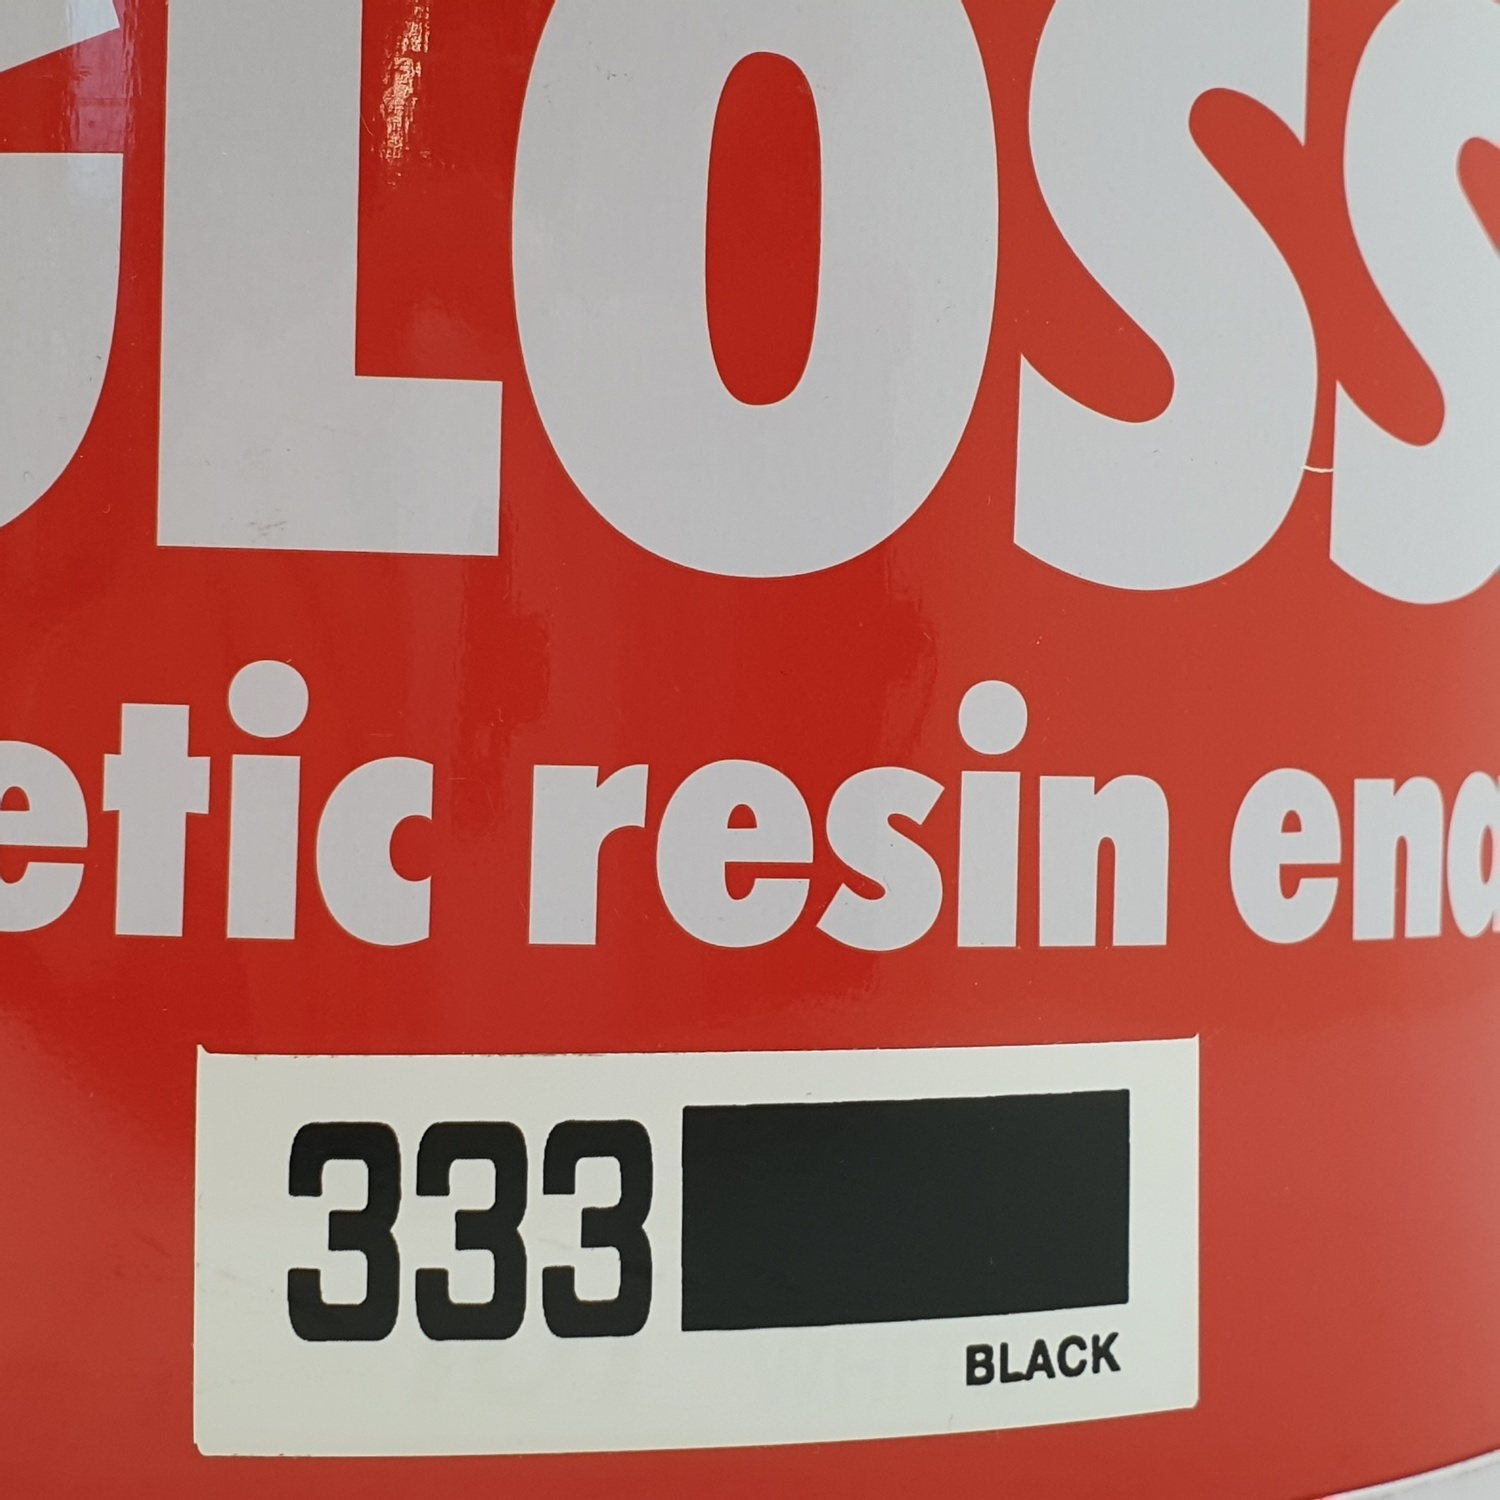 GLOSS
etic resin ena
333
BLACK